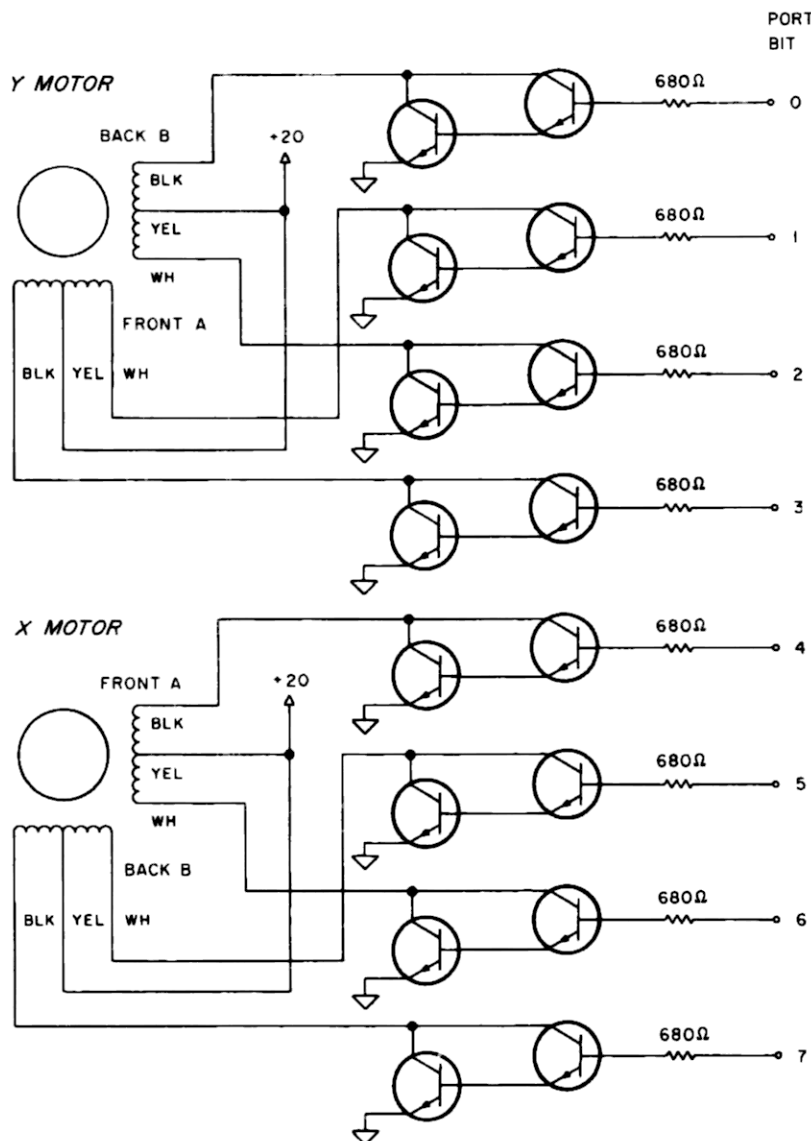 PORT
BIT
Y MOTOR
680Ω
0
BACK B
+20
BLK
680Ω
1
YEL
WH
FRONT A
680Ω
2
BLK YEL WH
680Ω
3
X MOTOR
680Ω
4
FRONT A
+20
BLK
680Ω
5
YEL
WH
BACK B
680Ω
6
BLK YEL WH
680Ω
7